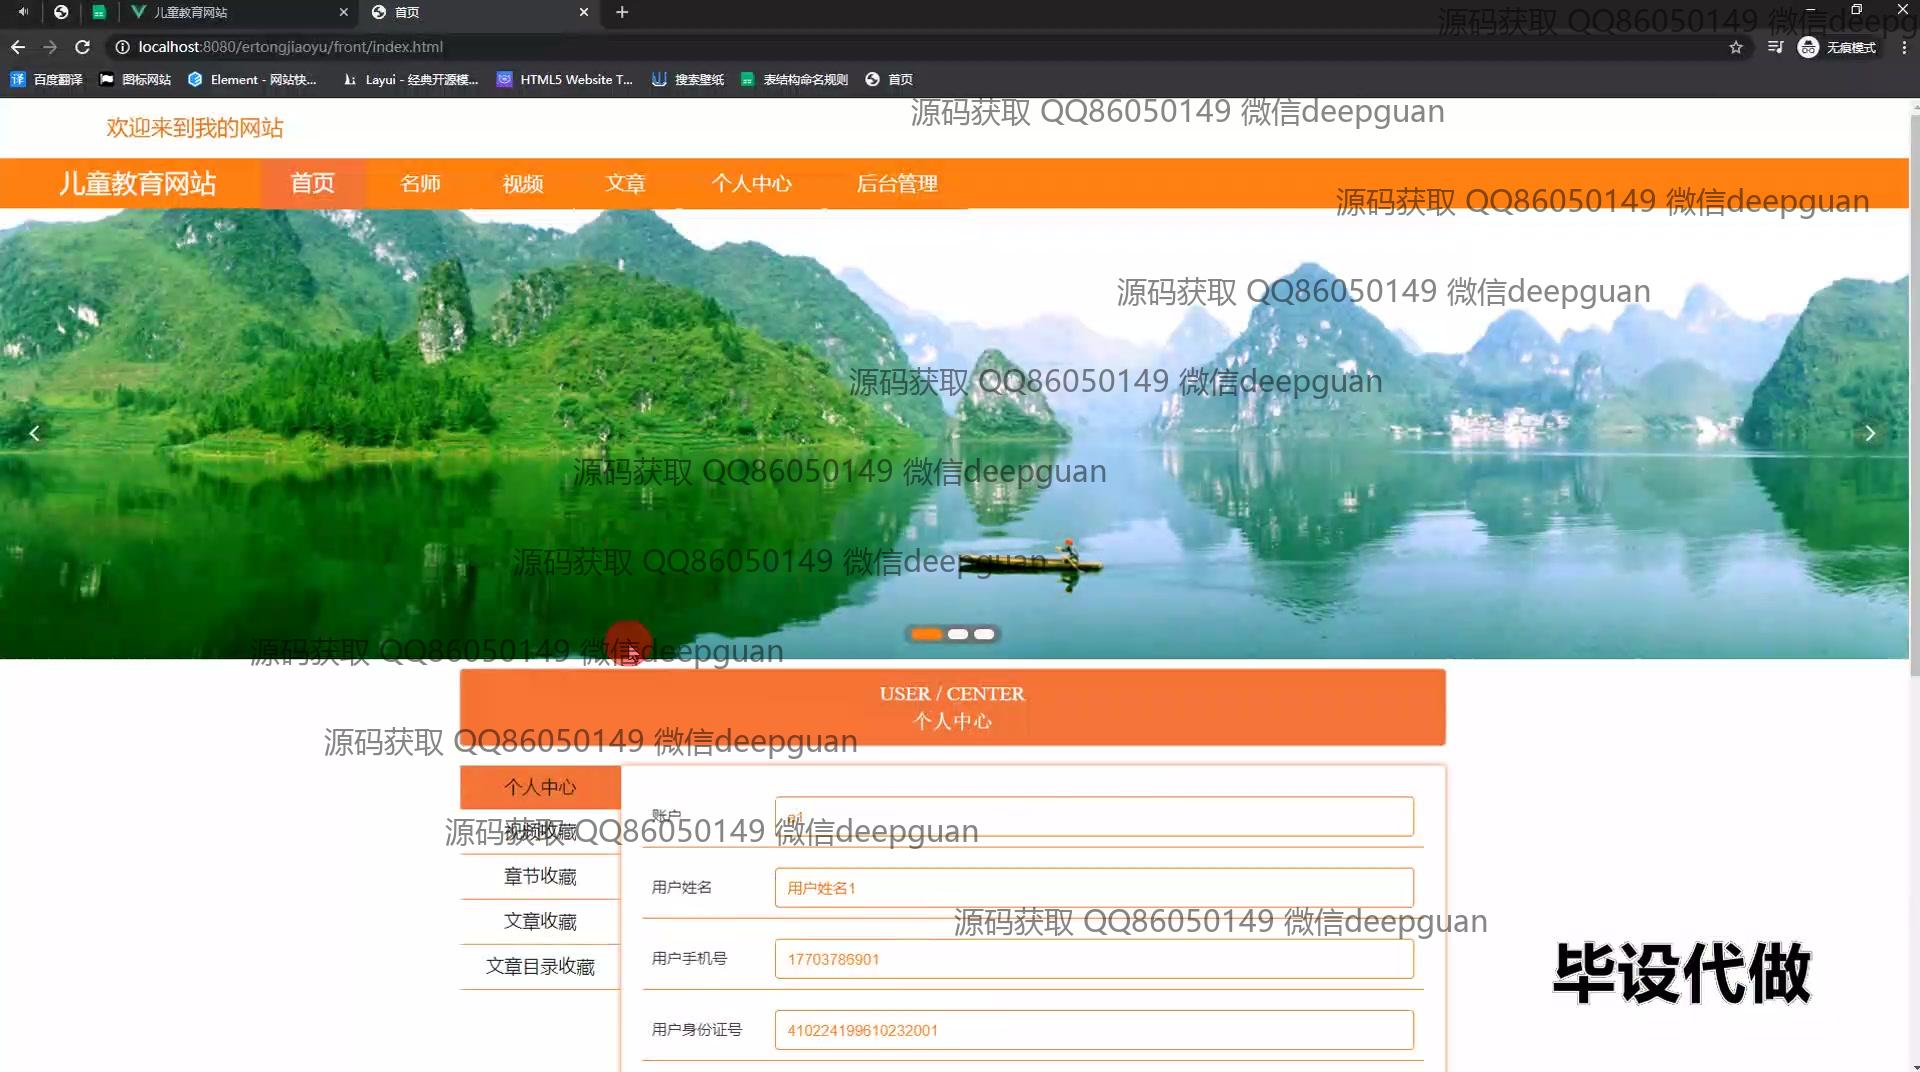 儿童教育网站
首页
localhost:8080/ertongjiaoyu/front/index.html
无痕模式
百度翻译
图标网站
Element - 网站快...
Layui - 经典开源模...
HTML5 Website T...
搜索壁纸
表结构命名规则
首页
源码获取 QQ86050149 微信deepg
欢迎来到我的网站
源码获取 QQ86050149 微信deepguan
儿童教育网站
首页
名师
视频
文章
个人中心
后台管理
源码获取 QQ86050149 微信deepguan
源码获取 QQ86050149 微信deepguan
源码获取 QQ86050149 微信deepguan
源码获取 QQ86050149 微信deepguan
源码获取 QQ86050149 微信deepguan
源码获取 QQ86050149 微信deepguan
USER / CENTER
个人中心
源码获取 QQ86050149 微信deepguan
个人中心
视频收藏
章节收藏
文章收藏
文章目录收藏
账户
a1
源码获取 QQ86050149 微信deepguan
用户姓名
用户姓名1
源码获取 QQ86050149 微信deepguan
用户手机号
17703786901
用户身份证号
410224199610232001
毕设代做